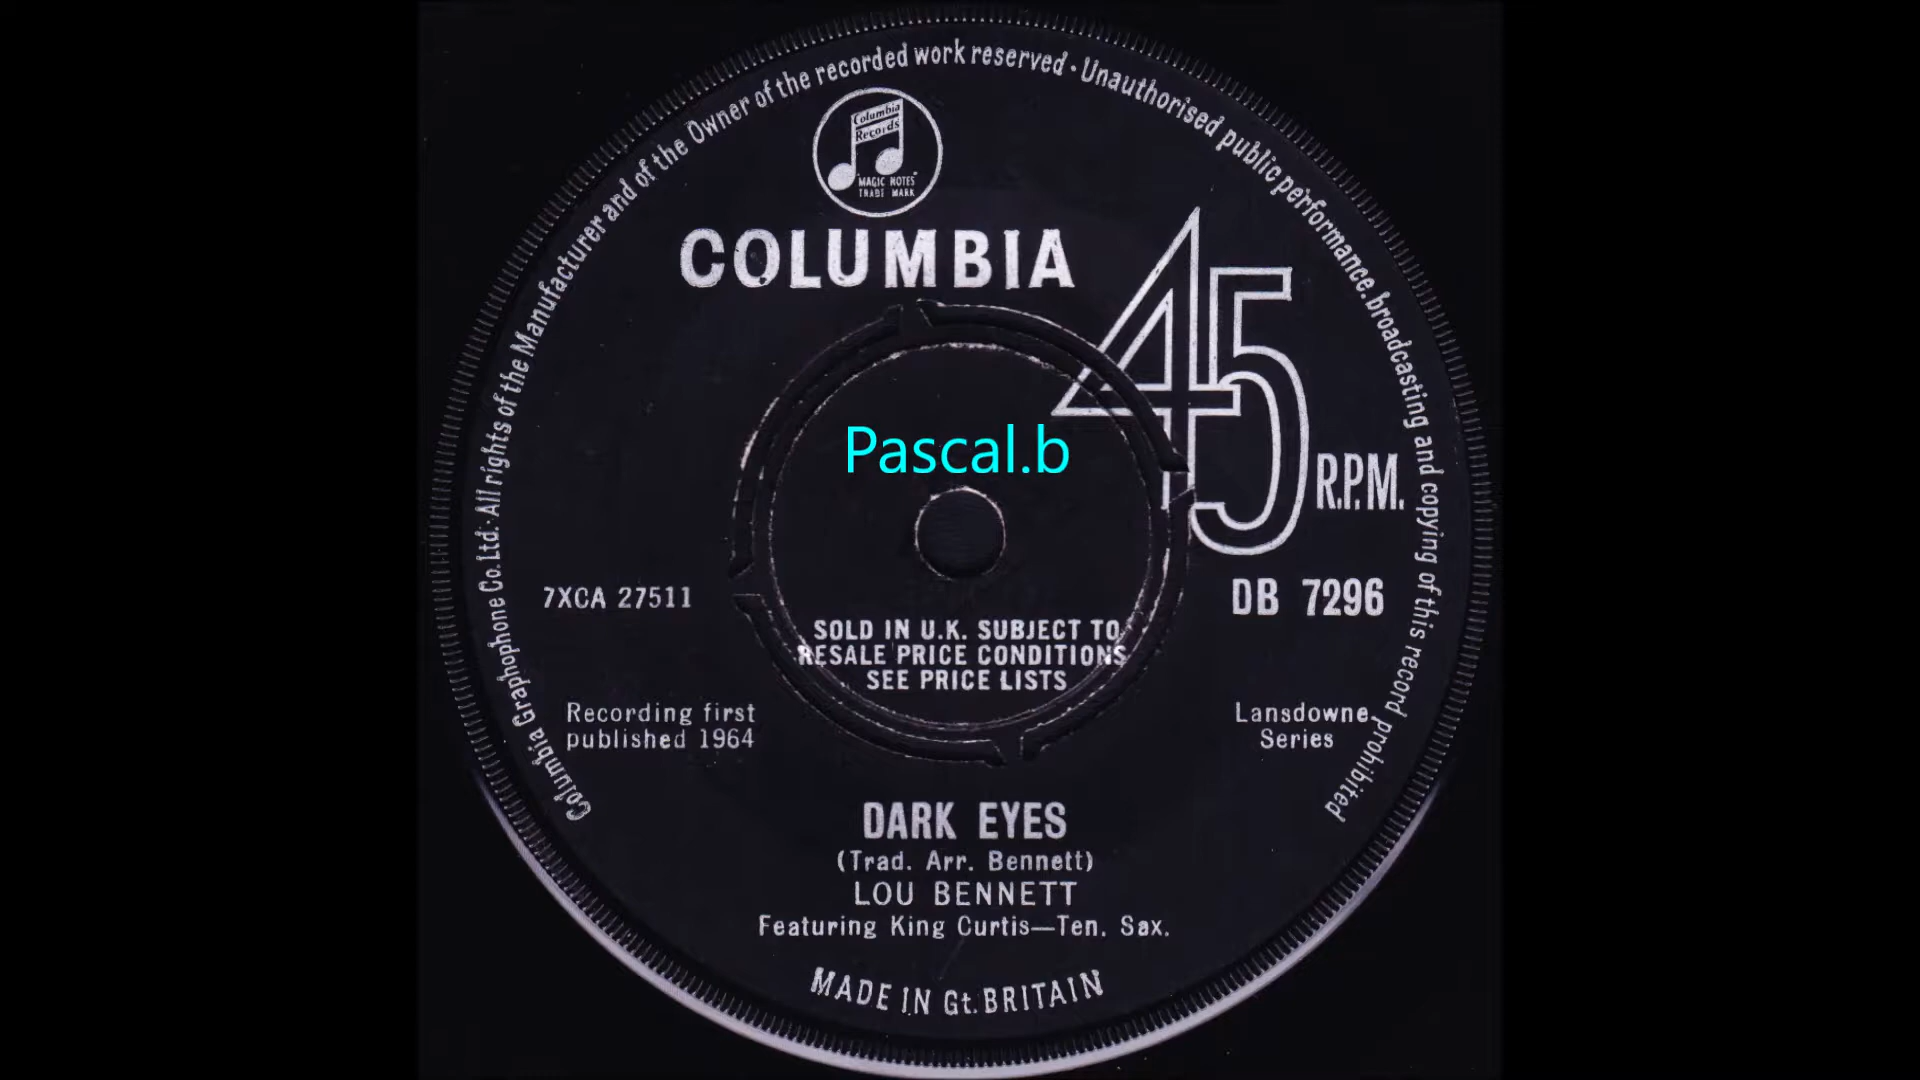 Columbia Graphophone Co. Ltd. · All rights of the Manufacturer and of the Owner of the recorded work reserved · Unauthorised public performance, broadcasting and copying of this record prohibited
Columbia
Records
"MAGIC NOTES"
TRADE MARK
COLUMBIA
45
R.P.M.
Pascal.b
7XCA 27511
DB 7296
SOLD IN U.K. SUBJECT TO
RESALE PRICE CONDITIONS
SEE PRICE LISTS
Recording first
published 1964
Lansdowne
Series
DARK EYES
(Trad. Arr. Bennett)
LOU BENNETT
Featuring King Curtis—Ten. Sax.
MADE IN Gt. BRITAIN